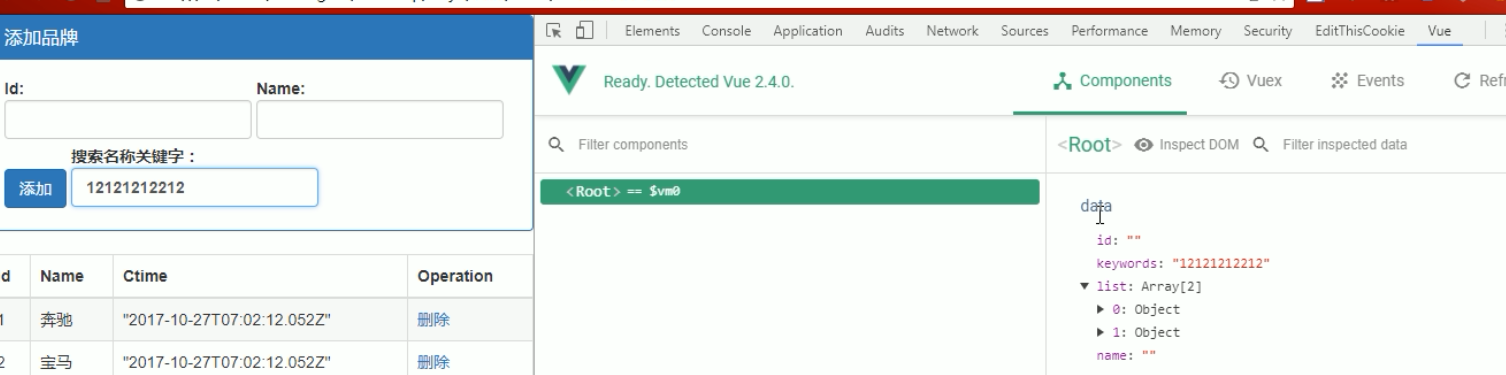 添加品牌
Id:
Name:
搜索名称关键字：
添加
12121212212
Name
Ctime
Operation
奔驰
"2017-10-27T07:02:12.052Z"
删除
2
宝马
"2017-10-27T07:02:12.052Z"
删除
Elements
Console
Application
Audits
Network
Sources
Performance
Memory
Security
EditThisCookie
Vue
Ready. Detected Vue 2.4.0.
Components
Vuex
Events
Filter components
<Root> == $vm0
<Root>
Inspect DOM
Filter inspected data
data
id: ""
keywords: "12121212212"
list: Array[2]
0: Object
1: Object
name: ""